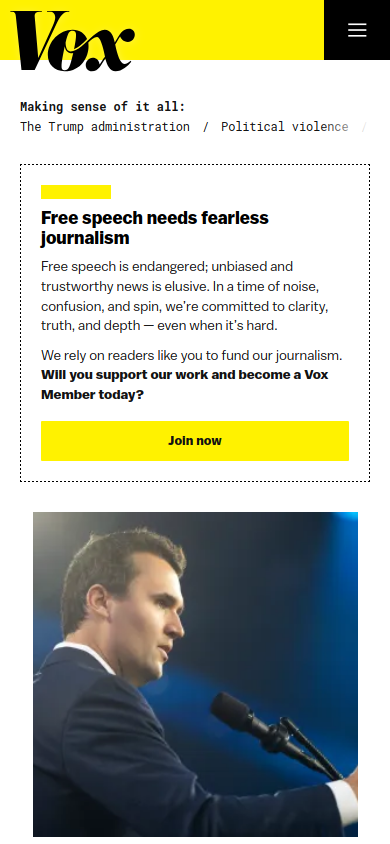 Vox
Making sense of it all:
The Trump administration / Political violence /
Free speech needs fearless
journalism
Free speech is endangered; unbiased and
trustworthy news is elusive. In a time of noise,
confusion, and spin, we’re committed to clarity,
truth, and depth — even when it’s hard.
We rely on readers like you to fund our journalism.
Will you support our work and become a Vox
Member today?
Join now